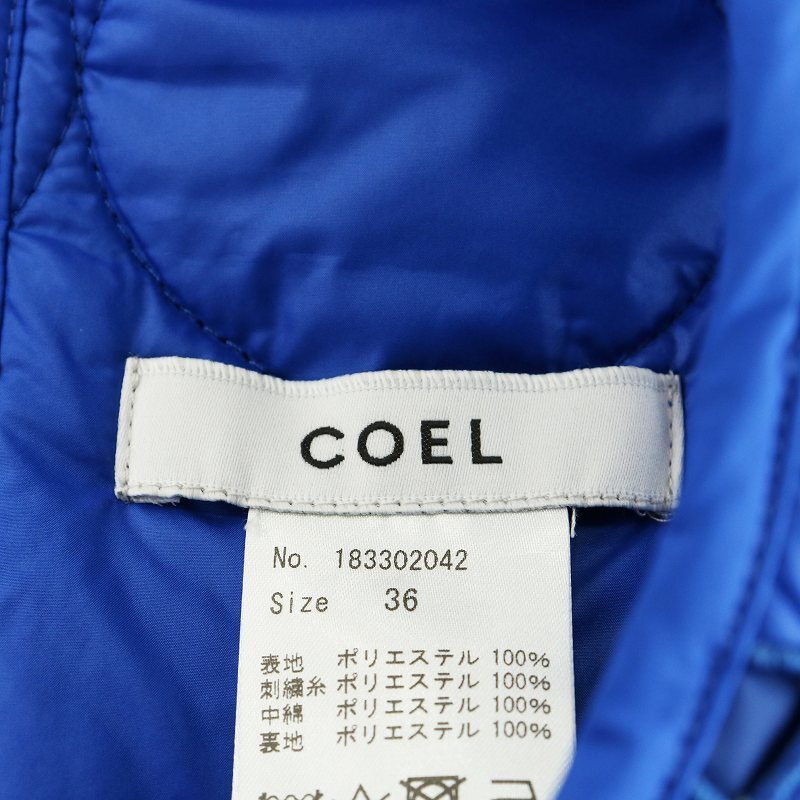 COEL
No. 183302042
Size 36
表地 ポリエステル 100%
刺繍糸 ポリエステル 100%
中綿 ポリエステル 100%
裏地 ポリエステル 100%